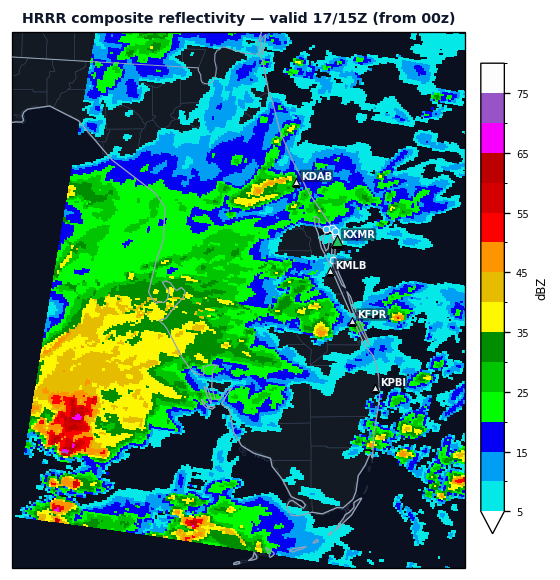 HRRR composite reflectivity — valid 17/15Z (from 00z)
KDAB
KXMR
KMLB
KFPR
KPBI
75
65
55
45
35
25
15
5
dBZ